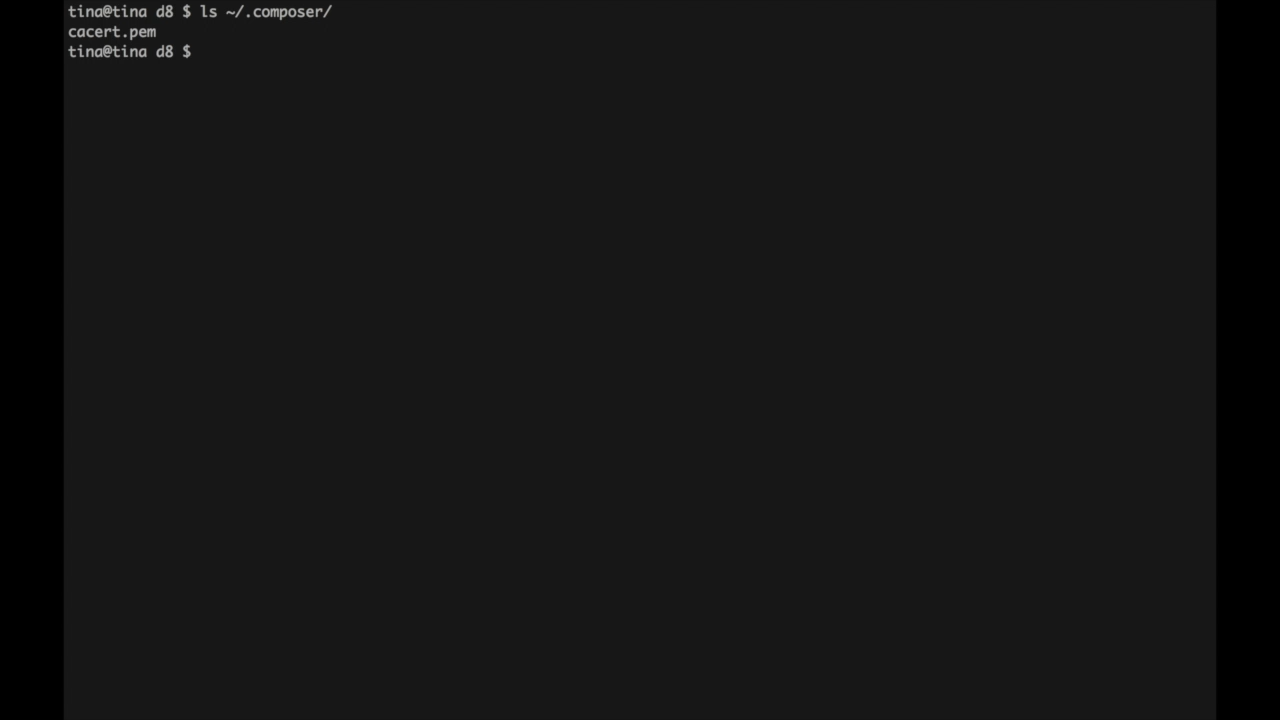 tina@tina d8 $ ls ~/.composer/
cacert.pem
tina@tina d8 $